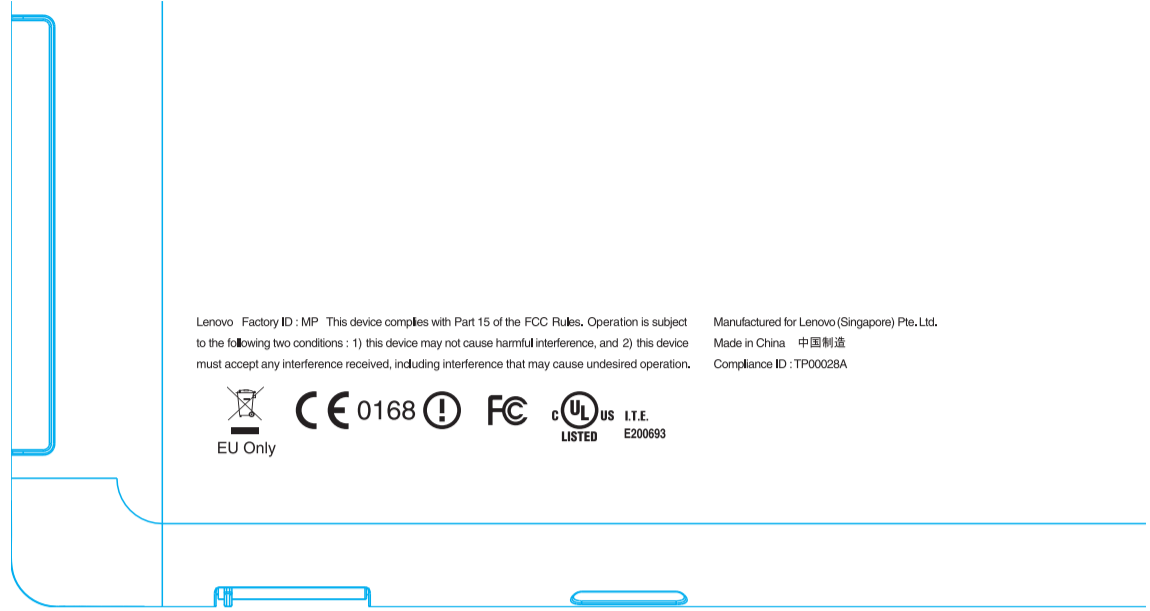 Lenovo Factory ID : MP This device complies with Part 15 of the FCC Rules. Operation is subject
to the following two conditions : 1) this device may not cause harmful interference, and 2) this device
must accept any interference received, including interference that may cause undesired operation.
Manufactured for Lenovo (Singapore) Pte. Ltd.
Made in China 中国制造
Compliance ID : TP00028A
EU Only
CE 0168
FC
C UL US
LISTED
I.T.E.
E200693